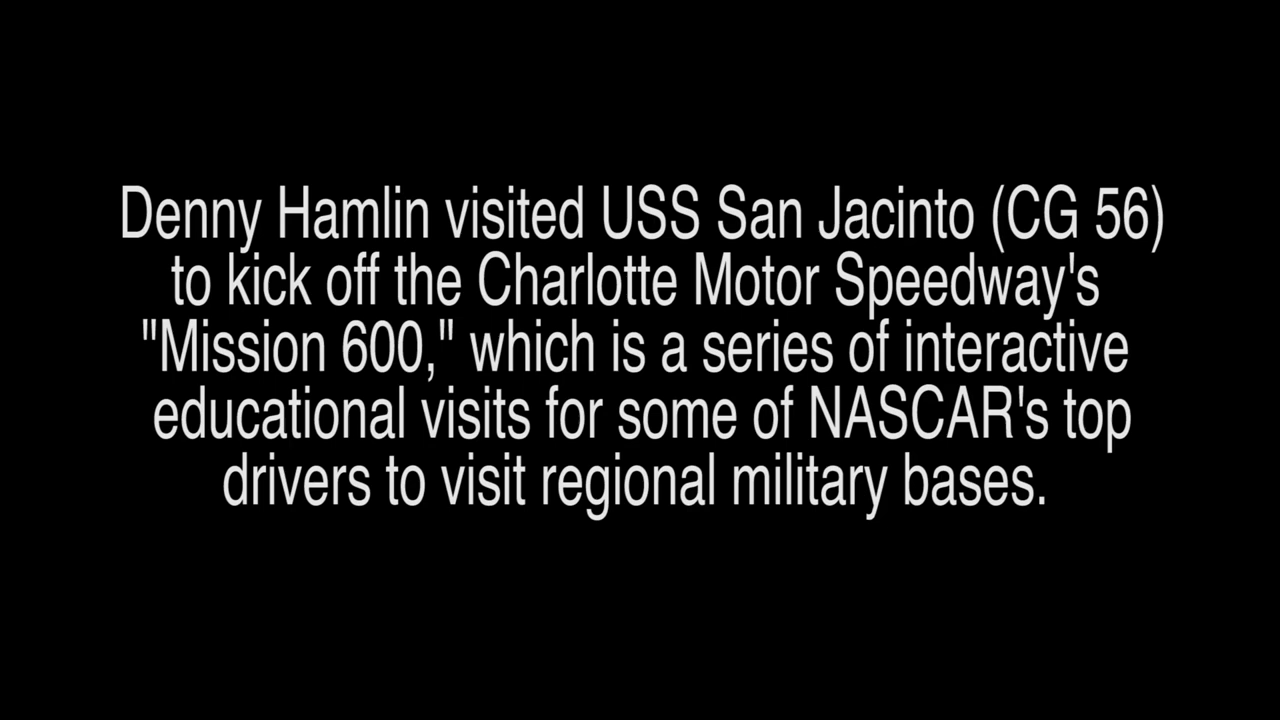 Denny Hamlin visited USS San Jacinto (CG 56)
to kick off the Charlotte Motor Speedway's
"Mission 600," which is a series of interactive
educational visits for some of NASCAR's top
drivers to visit regional military bases.